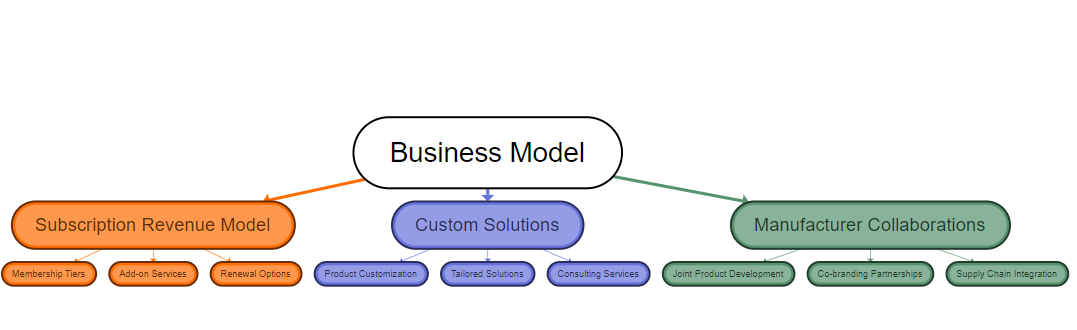 Business Model
Subscription Revenue Model
Custom Solutions
Manufacturer Collaborations
Membership Tiers
Add-on Services
Renewal Options
Product Customization
Tailored Solutions
Consulting Services
Joint Product Development
Co-branding Partnerships
Supply Chain Integration